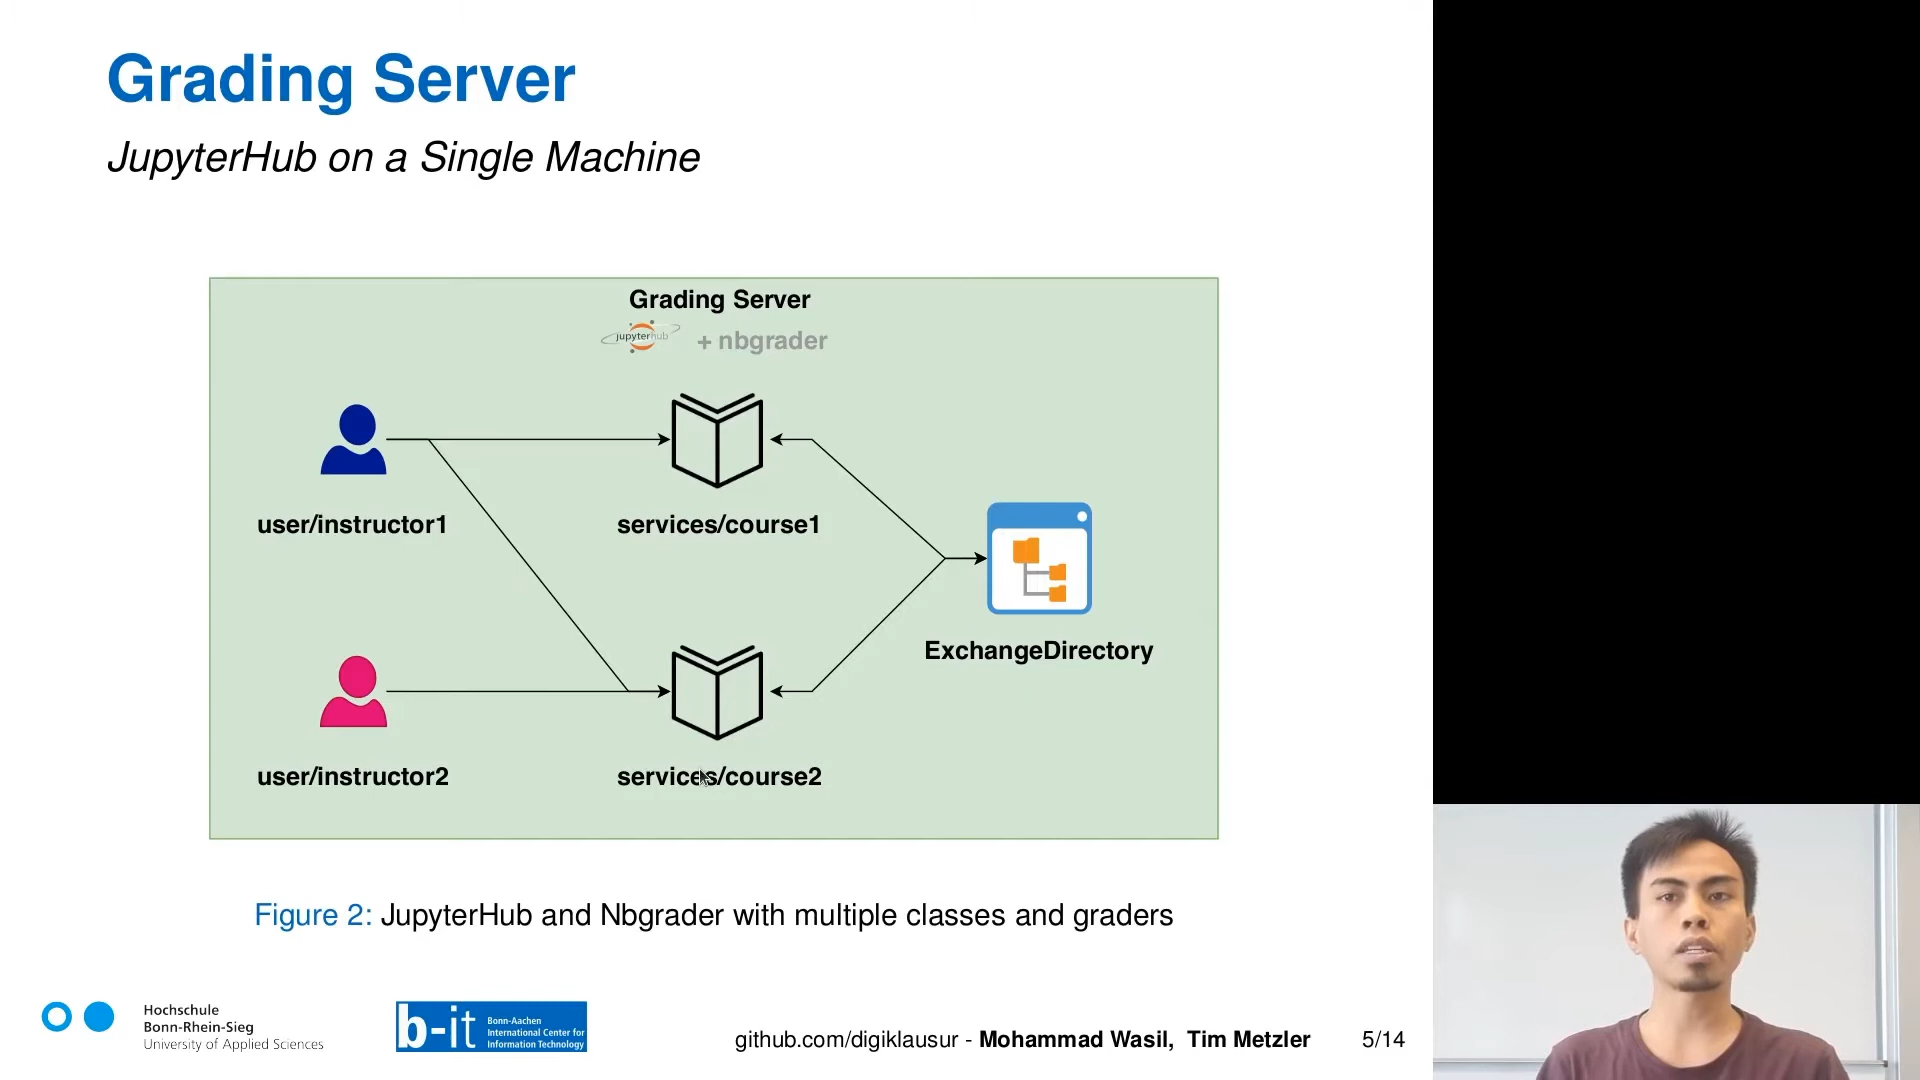 Grading Server
JupyterHub on a Single Machine
Grading Server
jupyterhub + nbgrader
user/instructor1
services/course1
ExchangeDirectory
user/instructor2
services/course2
Figure 2: JupyterHub and Nbgrader with multiple classes and graders
Hochschule
Bonn-Rhein-Sieg
University of Applied Sciences
b-it
Bonn-Aachen
International Center for
Information Technology
github.com/digiklausur - Mohammad Wasil, Tim Metzler
5/14